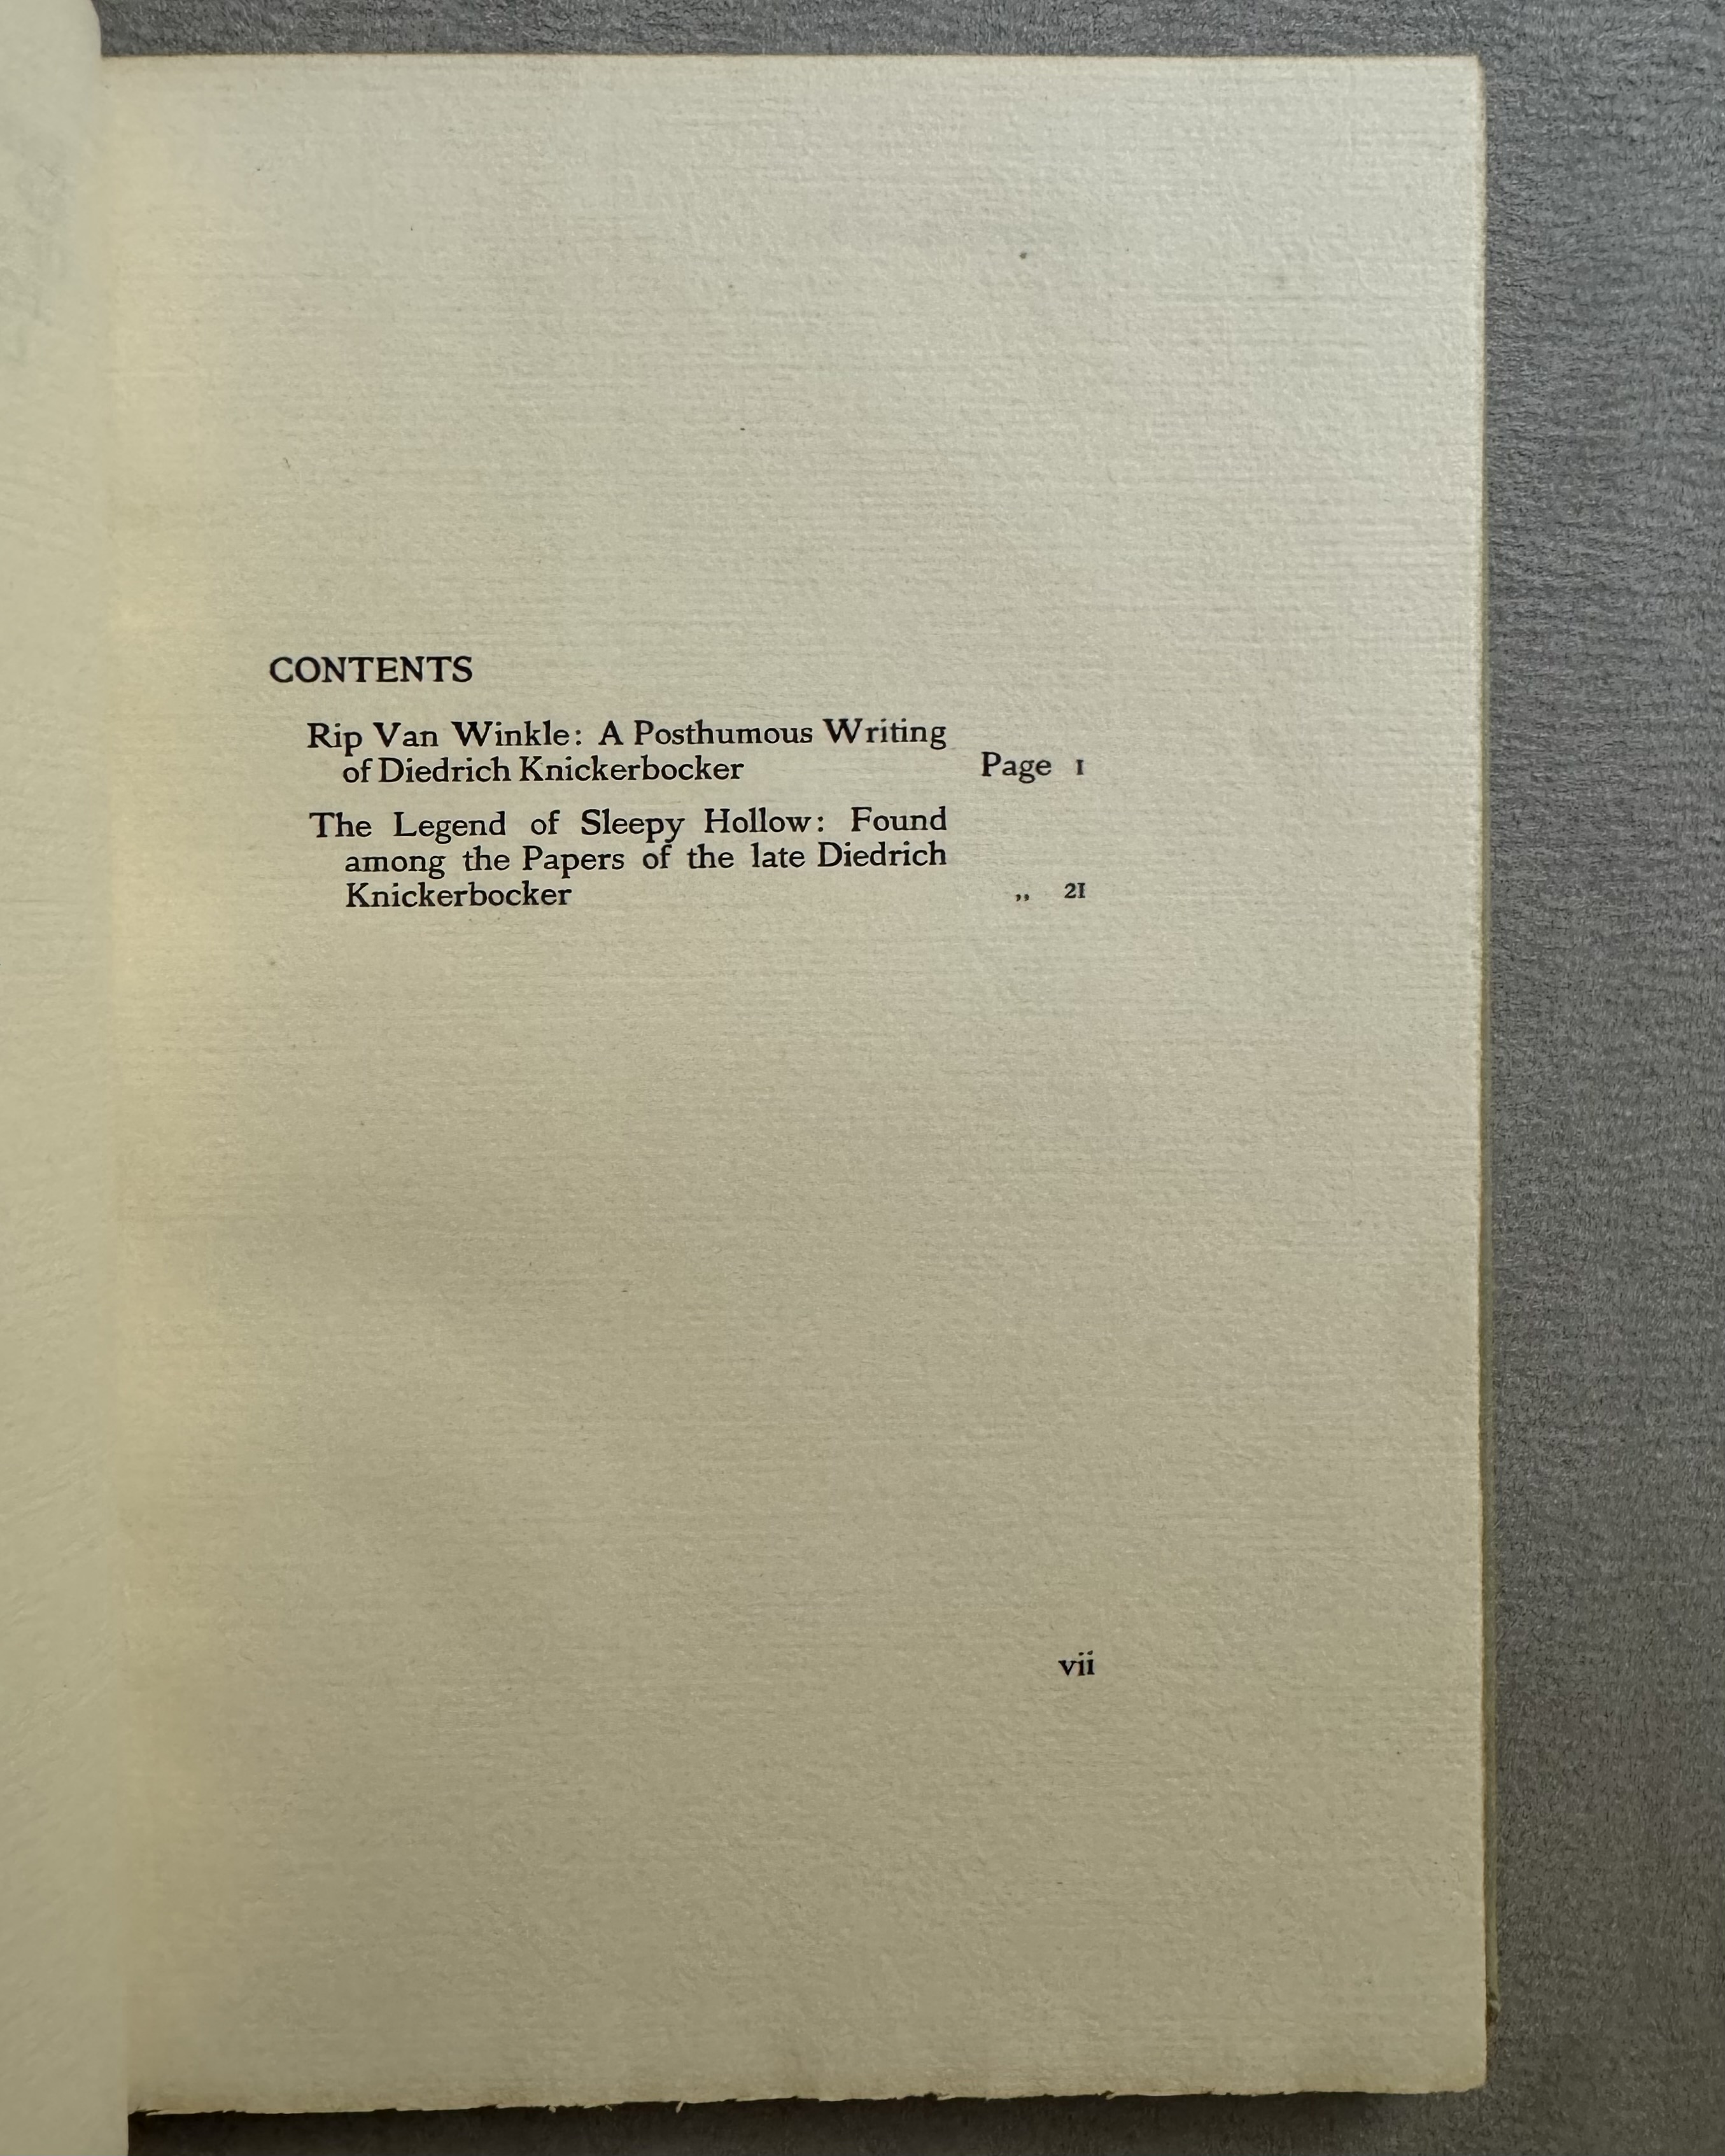 CONTENTS
Rip Van Winkle: A Posthumous Writing
of Diedrich Knickerbocker Page 1
The Legend of Sleepy Hollow: Found
among the Papers of the late Diedrich
Knickerbocker „ 21
vii